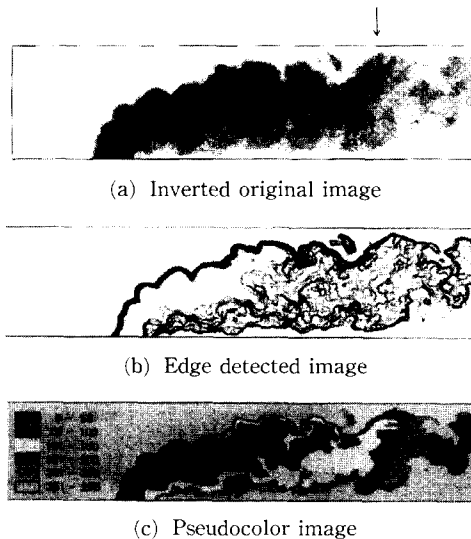 (a) Inverted original image
(b) Edge detected image
(c) Pseudocolor image